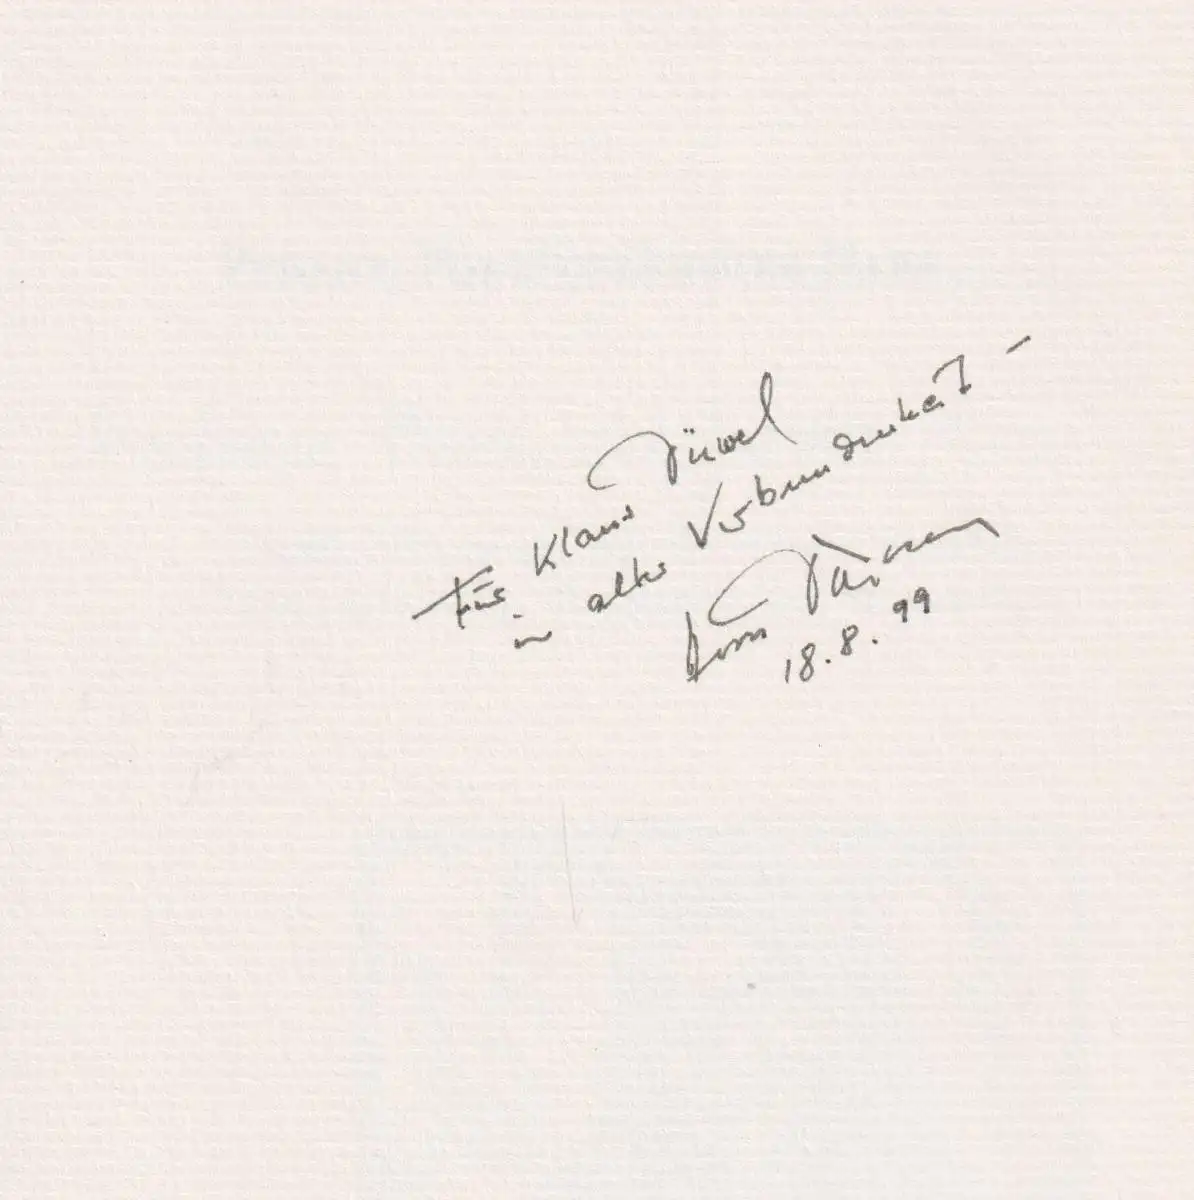 Für Klaus Düwel
in alter Verbundenheit –
18.8.99